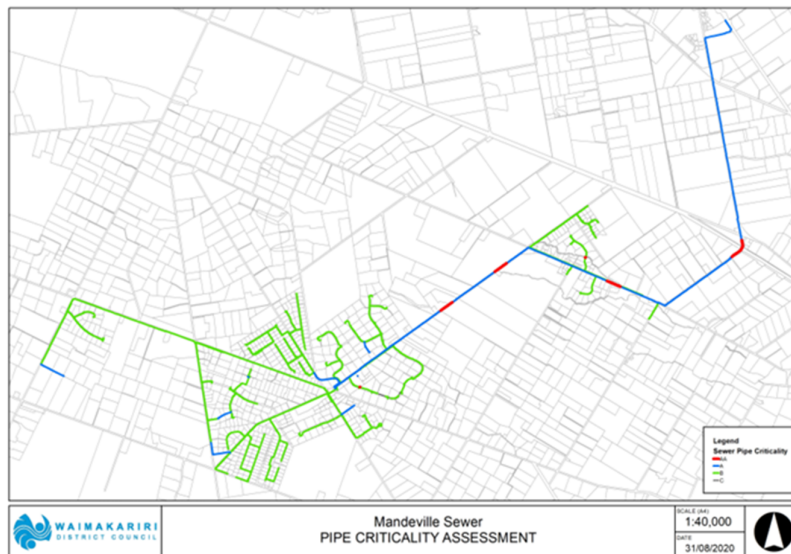 Legend
Sewer Pipe Criticality
AA
A
B
C
WAIMAKARIRI
DISTRICT COUNCIL
Mandeville Sewer
PIPE CRITICALITY ASSESSMENT
SCALE (A4)
1:40,000
DATE
31/08/2020